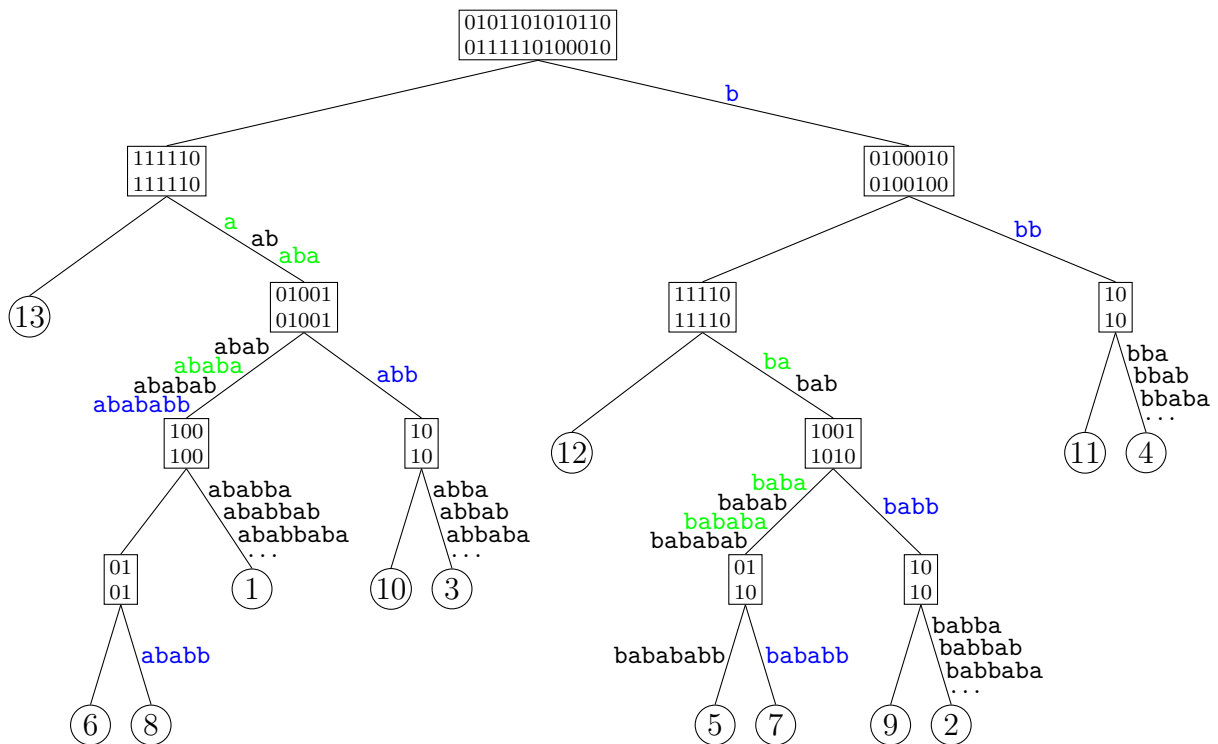 0101101010110
0111110100010
b
111110
111110
0100010
0100100
a
ab
aba
bb
13
01001
01001
11110
11110
10
10
abab
ababa
ababab
abababb
abb
ba
bab
bba
bbab
bbaba
...
100
100
10
10
12
1001
1010
11
4
ababba
ababbab
ababbaba
...
abba
abbab
abbaba
...
baba
babab
bababa
bababab
babb
01
01
1
10
3
01
10
10
10
ababb
babababb
bababb
babba
babbab
babbaba
...
6
8
5
7
9
2